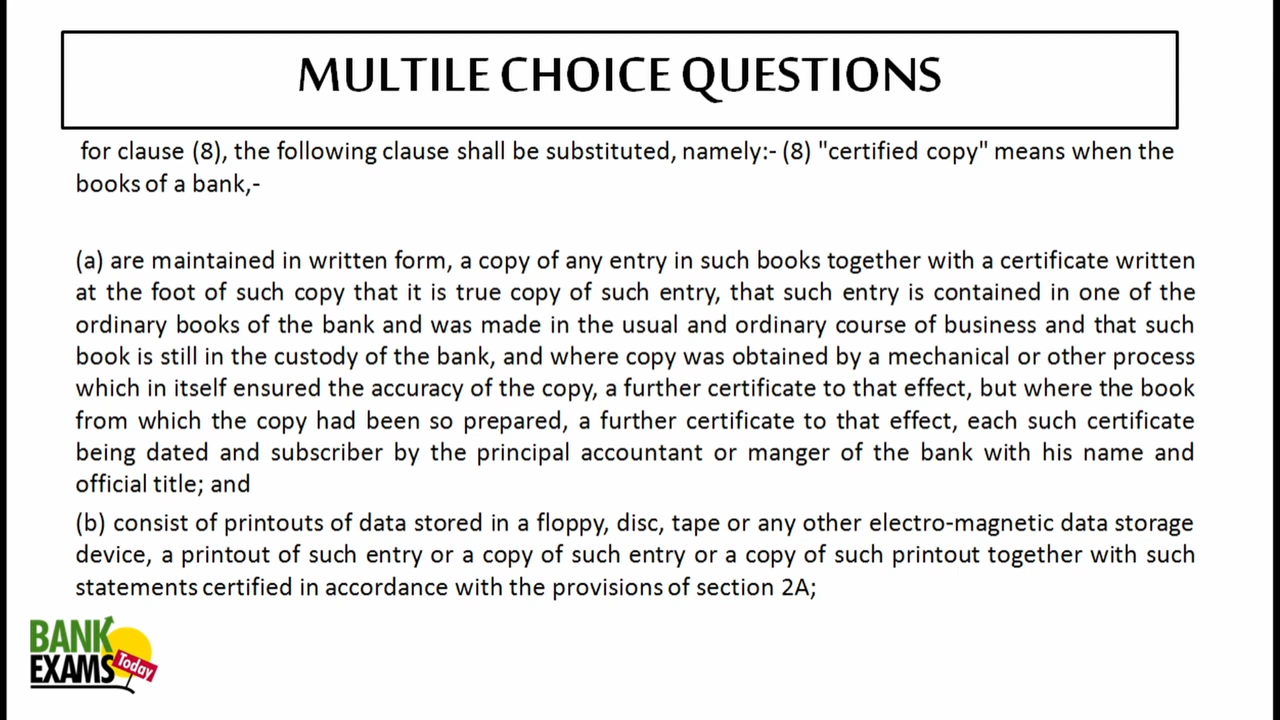 MULTILE CHOICE QUESTIONS
for clause (8), the following clause shall be substituted, namely:- (8) "certified copy" means when the
books of a bank,-
(a) are maintained in written form, a copy of any entry in such books together with a certificate written
at the foot of such copy that it is true copy of such entry, that such entry is contained in one of the
ordinary books of the bank and was made in the usual and ordinary course of business and that such
book is still in the custody of the bank, and where copy was obtained by a mechanical or other process
which in itself ensured the accuracy of the copy, a further certificate to that effect, but where the book
from which the copy had been so prepared, a further certificate to that effect, each such certificate
being dated and subscriber by the principal accountant or manger of the bank with his name and
official title; and
(b) consist of printouts of data stored in a floppy, disc, tape or any other electro-magnetic data storage
device, a printout of such entry or a copy of such entry or a copy of such printout together with such
statements certified in accordance with the provisions of section 2A;
BANK
EXAMS
Today